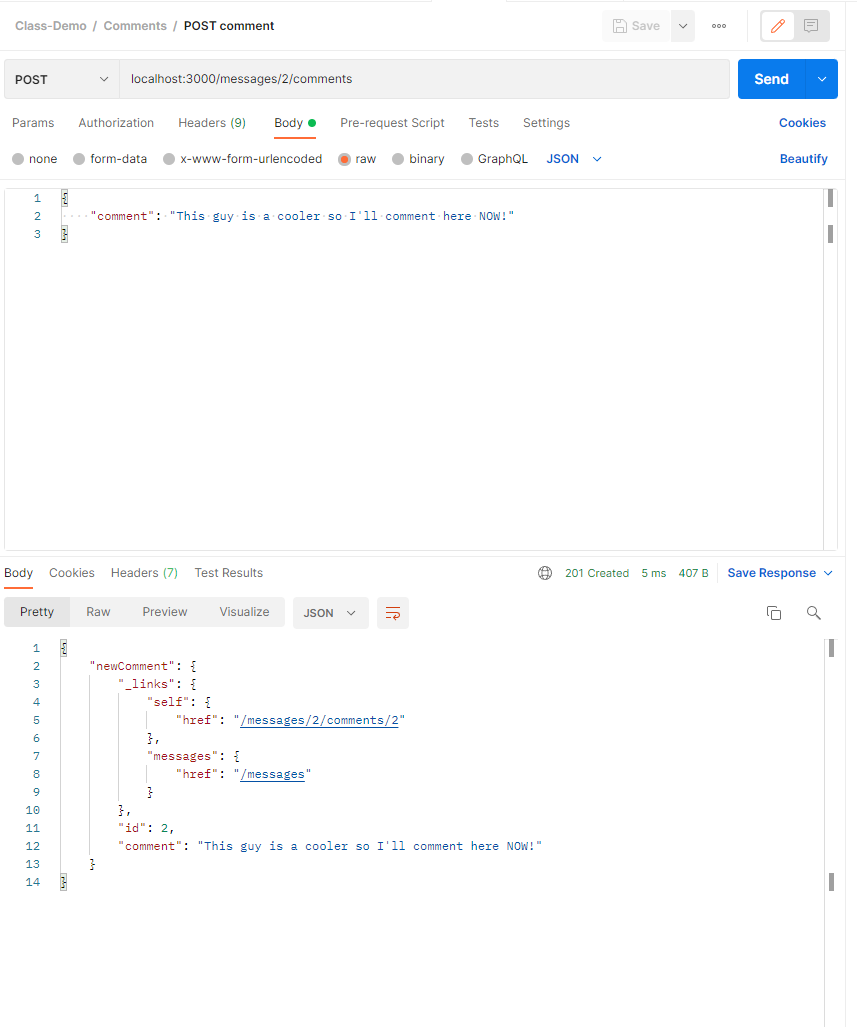 Class-Demo / Comments / POST comment Save
POST localhost:3000/messages/2/comments Send
Params Authorization Headers (9) Body Pre-request Script Tests Settings Cookies
none form-data x-www-form-urlencoded raw binary GraphQL JSON Beautify
1 {
2 "comment": "This guy is a cooler so I'll comment here NOW!"
3 }
Body Cookies Headers (7) Test Results 201 Created 5 ms 407 B Save Response
Pretty Raw Preview Visualize JSON
1 {
2 "newComment": {
3 "_links": {
4 "self": {
5 "href": "/messages/2/comments/2"
6 },
7 "messages": {
8 "href": "/messages"
9 }
10 },
11 "id": 2,
12 "comment": "This guy is a cooler so I'll comment here NOW!"
13 }
14 }